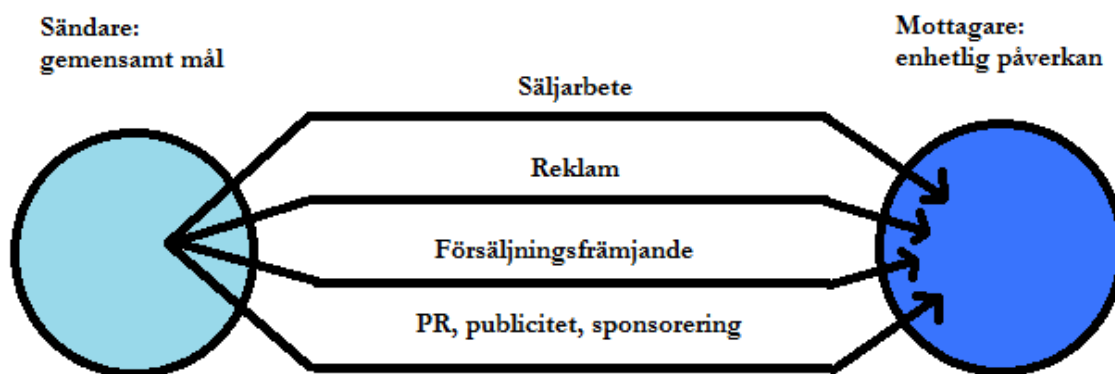 Sändare:
gemensamt mål
Mottagare:
enhetlig påverkan
Säljarbete
Reklam
Försäljningsfrämjande
PR, publicitet, sponsorering